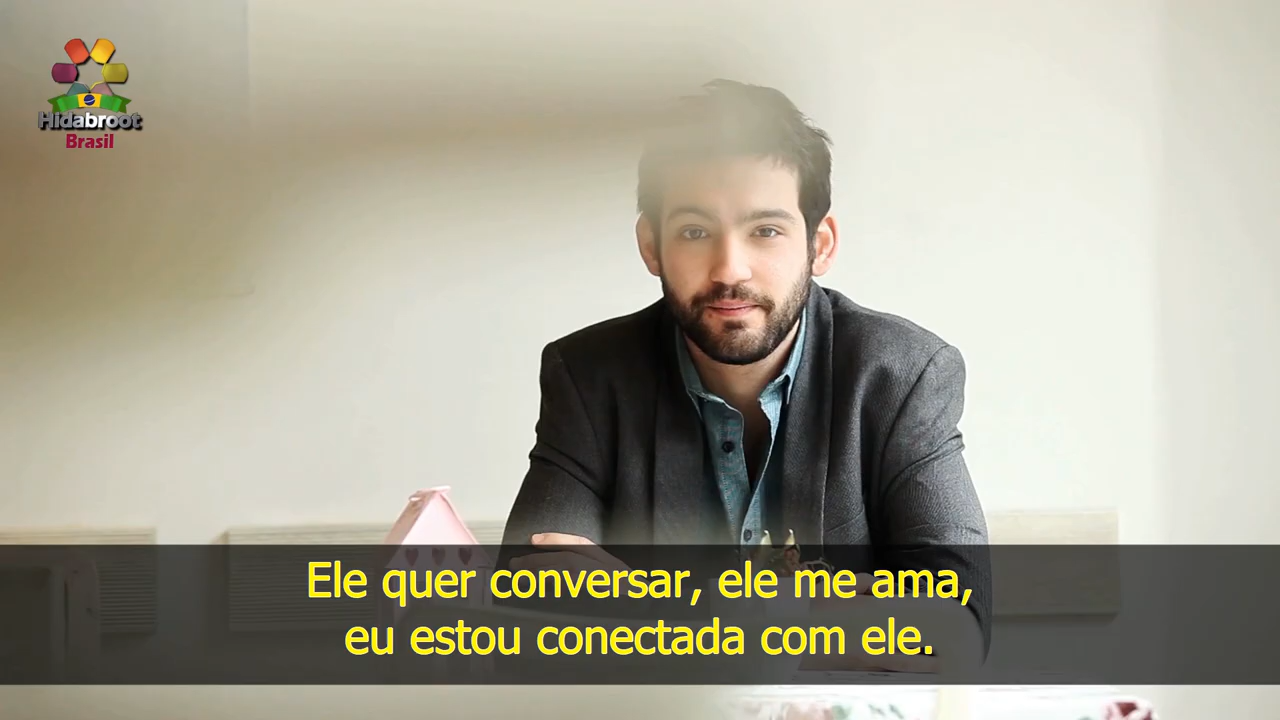 Hidabroot
Brasil
Ele quer conversar, ele me ama,
eu estou conectada com ele.